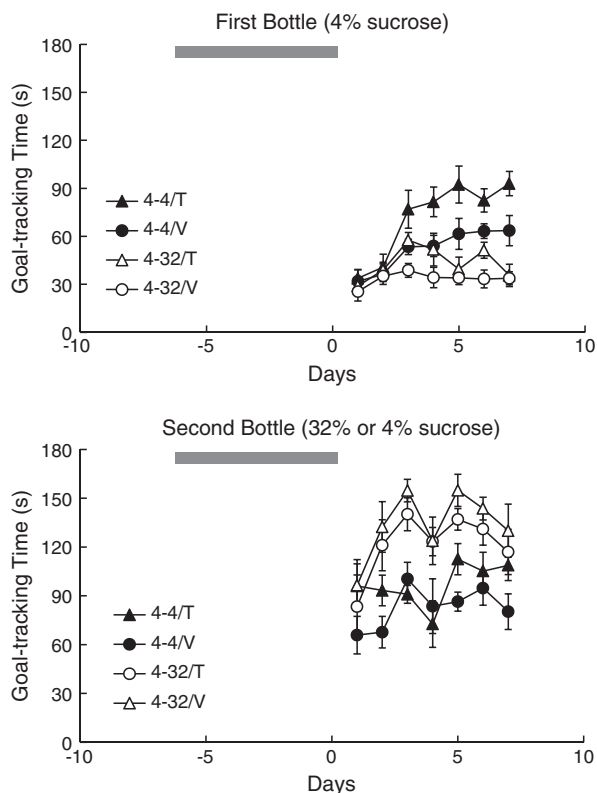 First Bottle (4% sucrose)
Goal-tracking Time (s)
180
150
120
90
60
30
0
4-4/T
4-4/V
4-32/T
4-32/V
-10 -5 0 5 10
Days
Second Bottle (32% or 4% sucrose)
Goal-tracking Time (s)
180
150
120
90
60
30
0
4-4/T
4-4/V
4-32/T
4-32/V
-10 -5 0 5 10
Days